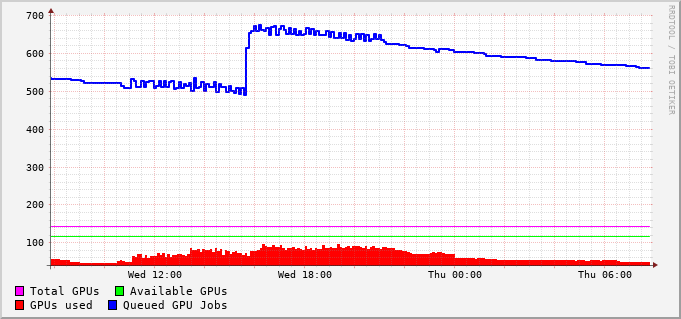 700
600
500
400
300
200
100
Wed 12:00 Wed 18:00 Thu 00:00 Thu 06:00
Total GPUs Available GPUs
GPUs used Queued GPU Jobs
RRDTOOL / TOBI OETIKER